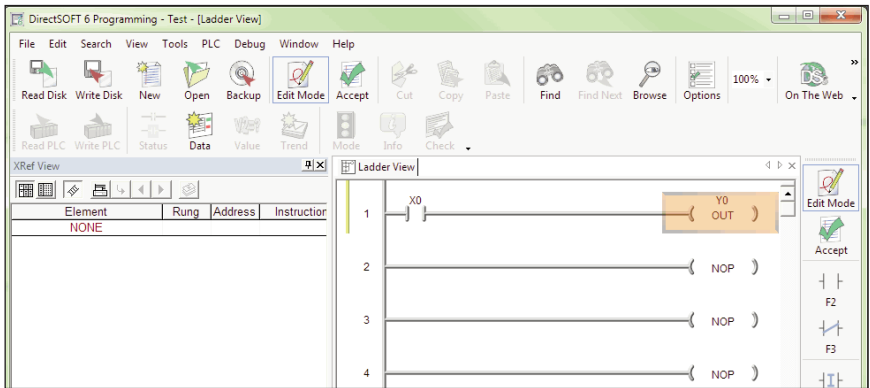 DirectSOFT 6 Programming - Test - [Ladder View]
File Edit Search View Tools PLC Debug Window Help
Read Disk Write Disk New Open Backup Edit Mode Accept Cut Copy Paste Find Find Next Browse Options 100% On The Web
Read PLC Write PLC Status Data Value Trend Mode Info Check
XRef View
Ladder View
Element Rung Address Instruction
NONE
X0 Y0
1 OUT
2 NOP
3 NOP
4 NOP
Edit Mode
Accept
F2
F3